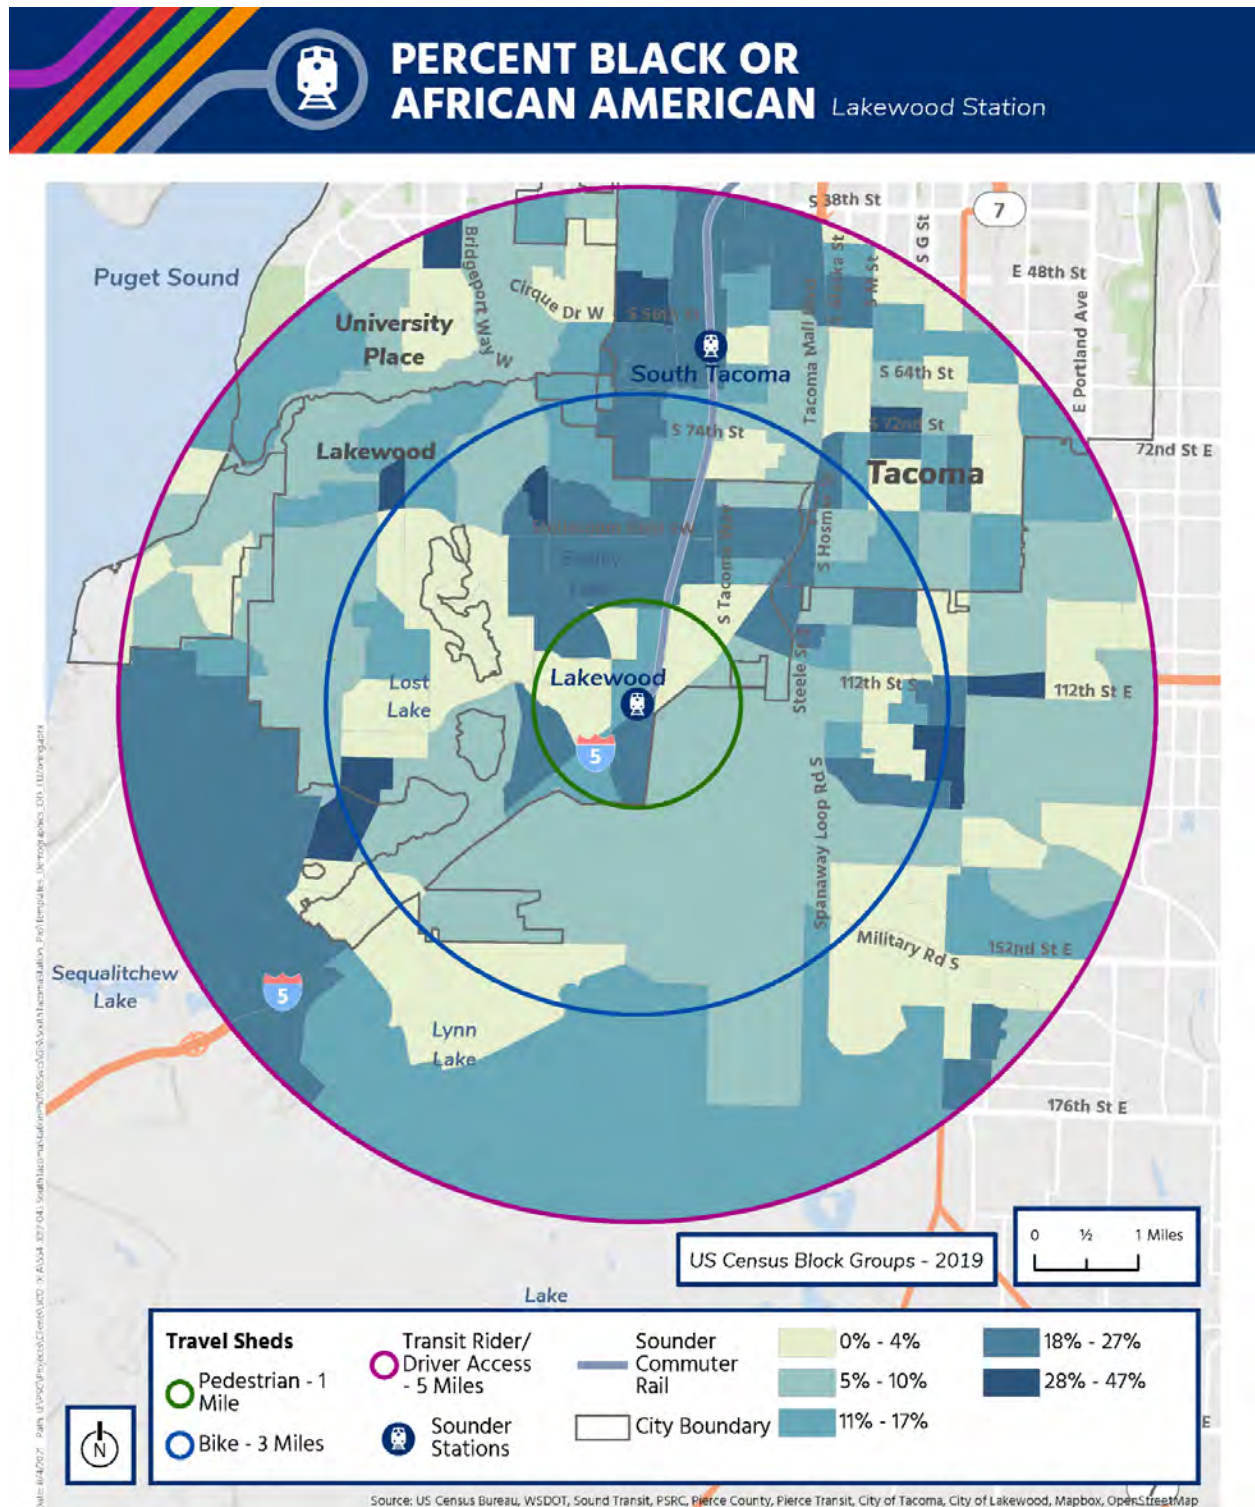 PERCENT BLACK OR
AFRICAN AMERICAN Lakewood Station
S 38th St
7
S G St
Puget Sound
E 48th St
S M St
Bridgeport Way W
Cirque Dr W
University
Place
S 56th St
E Portland Ave
South Tacoma
Tacoma Mall Blvd
S 64th St
S 72nd St
S 74th St
Lakewood
72nd St E
Tacoma
S Hosmer St
S Tacoma Way
Lakewood
Steele St S
Lost
Lake
112th St S
112th St E
5
Spanaway Loop Rd S
Military Rd S
152nd St E
Sequalitchew
Lake
5
Lynn
Lake
176th St E
US Census Block Groups - 2019
0 ½ 1 Miles
Lake
Travel Sheds
Pedestrian - 1
Mile
Bike - 3 Miles
Transit Rider/
Driver Access
- 5 Miles
Sounder
Stations
Sounder
Commuter
Rail
City Boundary
0% - 4%
5% - 10%
11% - 17%
18% - 27%
28% - 47%
N
E
Source: US Census Bureau, WSDOT, Sound Transit, PSRC, Pierce County, Pierce Transit, City of Tacoma, City of Lakewood, Mapbox, OpenStreetMap